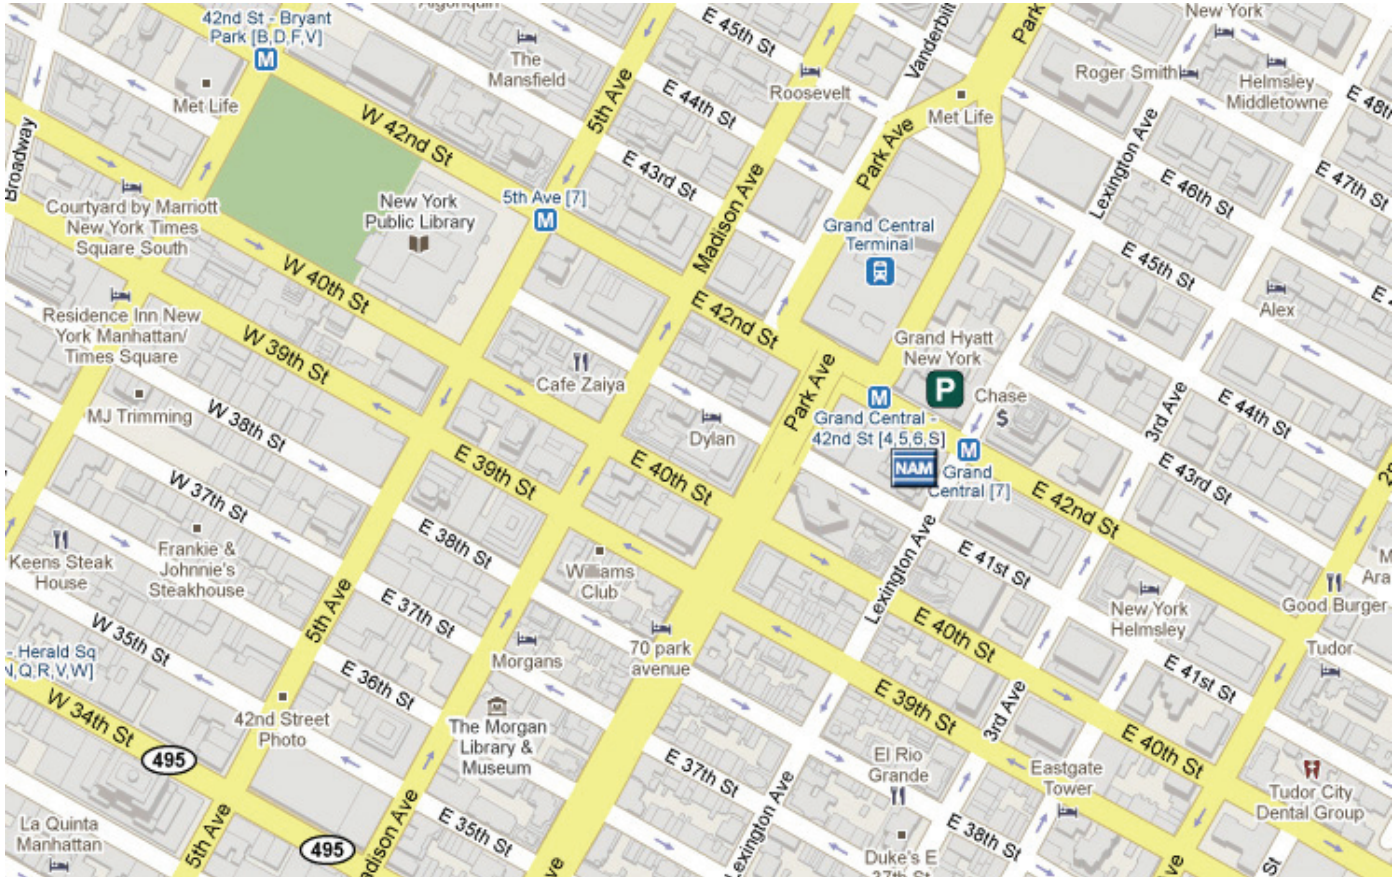 Algonquin
42nd St - Bryant
Park [B,D,F,V]
M
Met Life
The
Mansfield
E 45th St
Vanderbilt
Park
New York
Roger Smith
Helmsley
Middletowne
E 48th
Roosevelt
E 44th St
5th Ave
Met Life
Broadway
W 42nd St
E 43rd St
Park Ave
Lexington Ave
E 46th St
E 47th St
Courtyard by Marriott
New York Times
Square South
New York
Public Library
5th Ave [7]
M
Madison Ave
Grand Central
Terminal
E 45th St
W 40th St
Alex
Residence Inn New
York Manhattan/
Times Square
W 39th St
E 42nd St
Grand Hyatt
New York
P
Chase
$
Cafe Zaiya
Park Ave
MJ Trimming
W 38th St
Dylan
M
Grand Central -
42nd St [4,5,6,S]
NAM
M
Grand
Central [7]
3rd Ave
E 44th St
E 39th St
E 40th St
E 43rd St
W 37th St
E 42nd St
Keens Steak
House
Frankie &
Johnnie's
Steakhouse
E 38th St
Williams
Club
Lexington Ave
E 41st St
New York
Helmsley
Good Burger
5th Ave
E 37th St
W 35th St
- Herald Sq
N,Q,R,V,W]
Morgans
70 park
avenue
E 40th St
Tudor
E 41st St
E 36th St
W 34th St
42nd Street
Photo
M
The Morgan
Library &
Museum
E 39th St
3rd Ave
E 40th St
495
El Rio
Grande
Eastgate
Tower
E 37th St
Tudor City
Dental Group
La Quinta
Manhattan
5th Ave
495
adison Ave
E 35th St
Lexington Ave
Duke's E
37th St
E 38th St
ve
ve
St